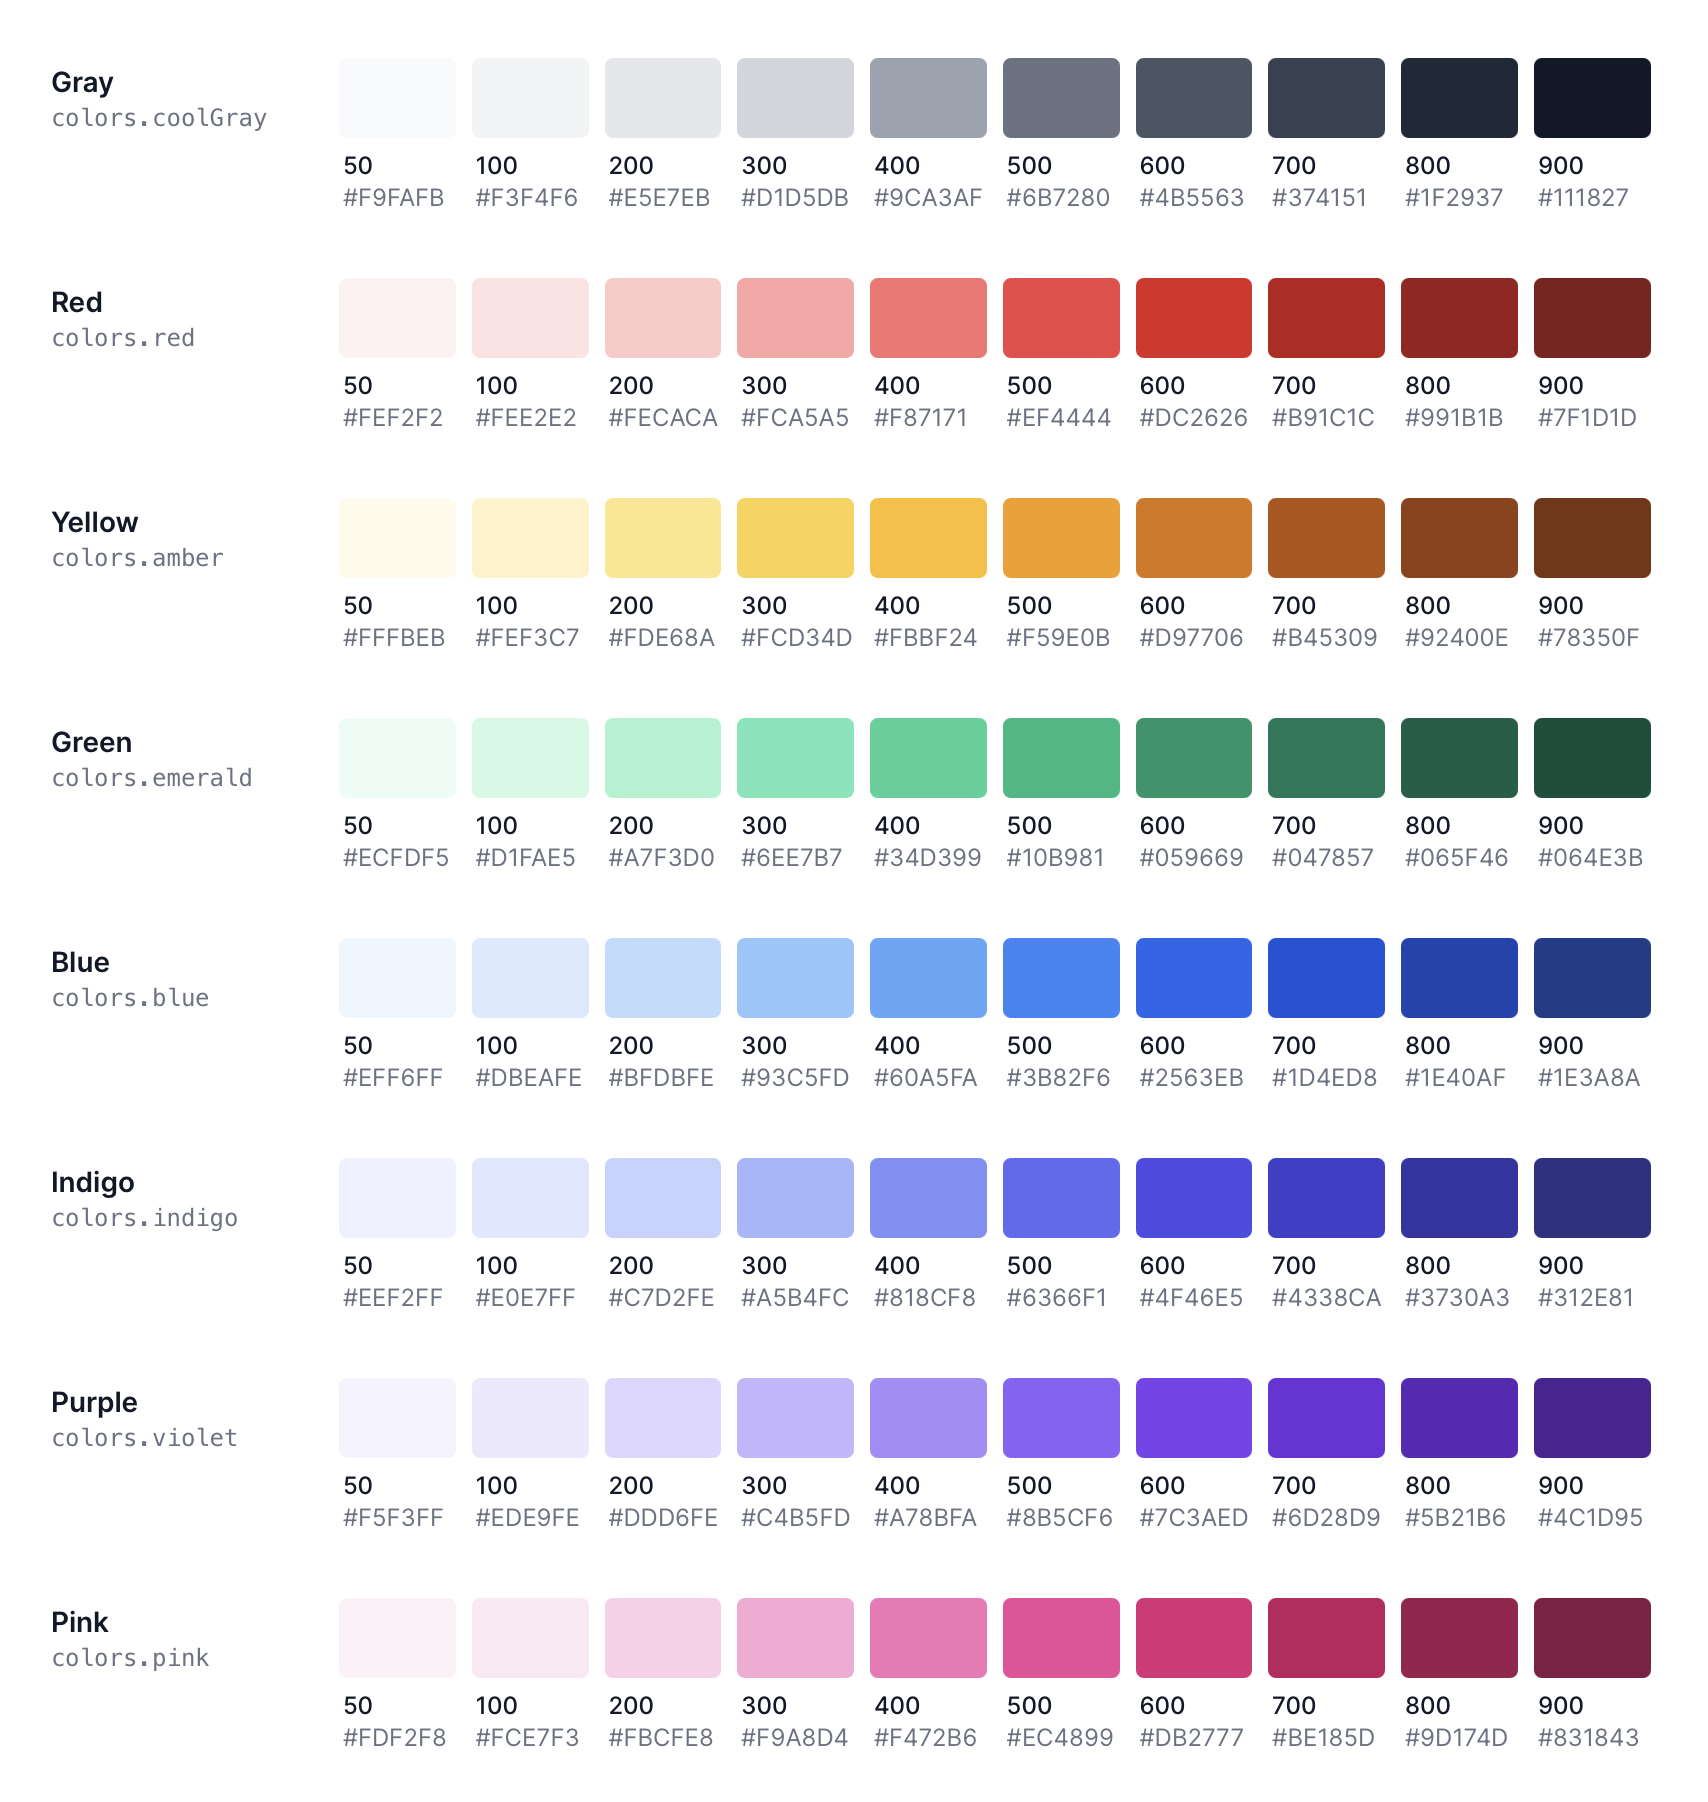 Gray
colors.coolGray
50 100 200 300 400 500 600 700 800 900
#F9FAFB #F3F4F6 #E5E7EB #D1D5DB #9CA3AF #6B7280 #4B5563 #374151 #1F2937 #111827
Red
colors.red
50 100 200 300 400 500 600 700 800 900
#FEF2F2 #FEE2E2 #FECACA #FCA5A5 #F87171 #EF4444 #DC2626 #B91C1C #991B1B #7F1D1D
Yellow
colors.amber
50 100 200 300 400 500 600 700 800 900
#FFFBEB #FEF3C7 #FDE68A #FCD34D #FBBF24 #F59E0B #D97706 #B45309 #92400E #78350F
Green
colors.emerald
50 100 200 300 400 500 600 700 800 900
#ECFDF5 #D1FAE5 #A7F3D0 #6EE7B7 #34D399 #10B981 #059669 #047857 #065F46 #064E3B
Blue
colors.blue
50 100 200 300 400 500 600 700 800 900
#EFF6FF #DBEAFE #BFDBFE #93C5FD #60A5FA #3B82F6 #2563EB #1D4ED8 #1E40AF #1E3A8A
Indigo
colors.indigo
50 100 200 300 400 500 600 700 800 900
#EEF2FF #E0E7FF #C7D2FE #A5B4FC #818CF8 #6366F1 #4F46E5 #4338CA #3730A3 #312E81
Purple
colors.violet
50 100 200 300 400 500 600 700 800 900
#F5F3FF #EDE9FE #DDD6FE #C4B5FD #A78BFA #8B5CF6 #7C3AED #6D28D9 #5B21B6 #4C1D95
Pink
colors.pink
50 100 200 300 400 500 600 700 800 900
#FDF2F8 #FCE7F3 #FBCFE8 #F9A8D4 #F472B6 #EC4899 #DB2777 #BE185D #9D174D #831843